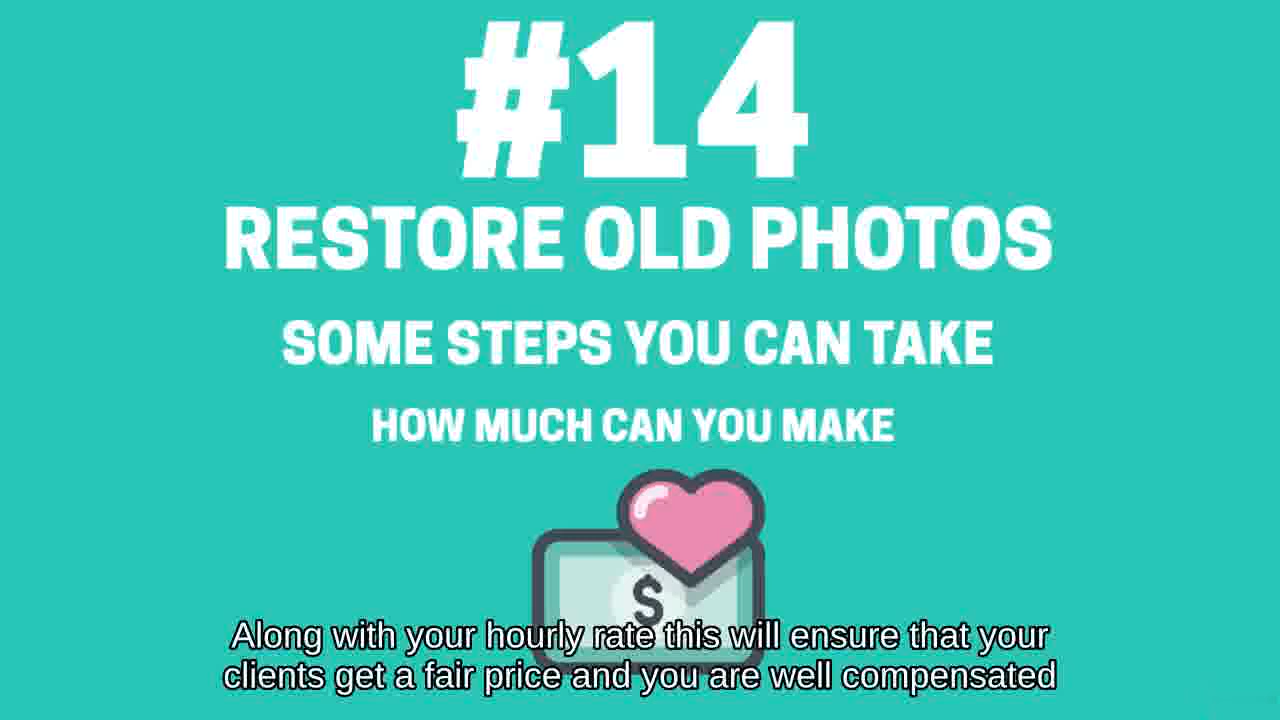 #14
RESTORE OLD PHOTOS
SOME STEPS YOU CAN TAKE
HOW MUCH CAN YOU MAKE
$
Along with your hourly rate this will ensure that your
clients get a fair price and you are well compensated